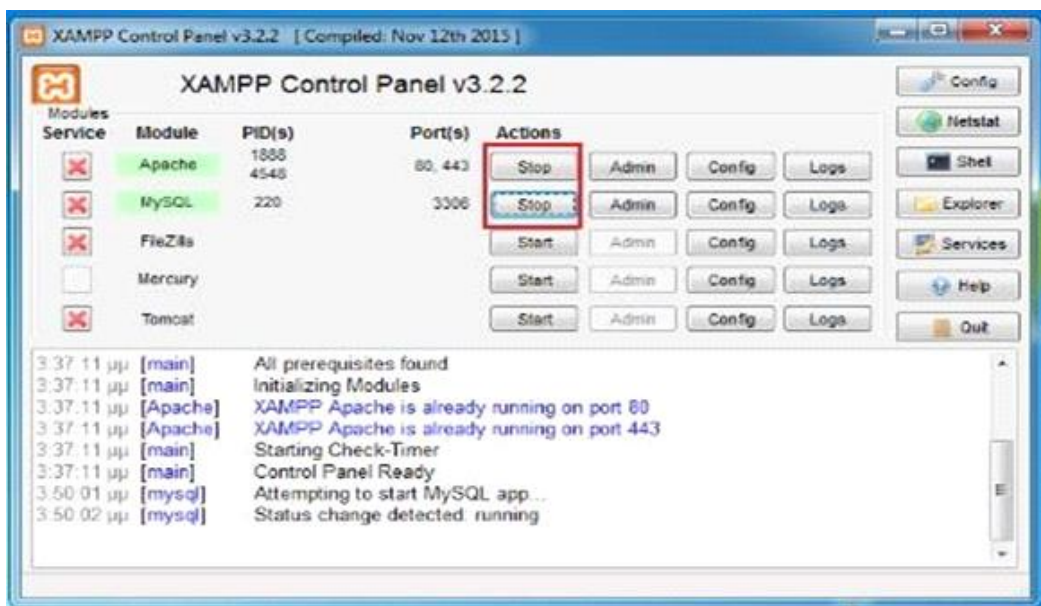 XAMPP Control Panel v3.2.2 [ Compiled: Nov 12th 2015 ]
XAMPP Control Panel v3.2.2
Config
Modules
Service Module PID(s) Port(s) Actions
Netstat
Apache 1888 4548 80, 443 Stop Admin Config Logs
Shell
MySQL 220 3306 Stop Admin Config Logs
Explorer
FileZilla Start Admin Config Logs
Services
Mercury Start Admin Config Logs
Help
Tomcat Start Admin Config Logs
Quit
3:37:11 μμ [main] All prerequisites found
3:37:11 μμ [main] Initializing Modules
3:37:11 μμ [Apache] XAMPP Apache is already running on port 80
3:37:11 μμ [Apache] XAMPP Apache is already running on port 443
3:37:11 μμ [main] Starting Check-Timer
3:37:11 μμ [main] Control Panel Ready
3:50:01 μμ [mysql] Attempting to start MySQL app...
3:50:02 μμ [mysql] Status change detected: running